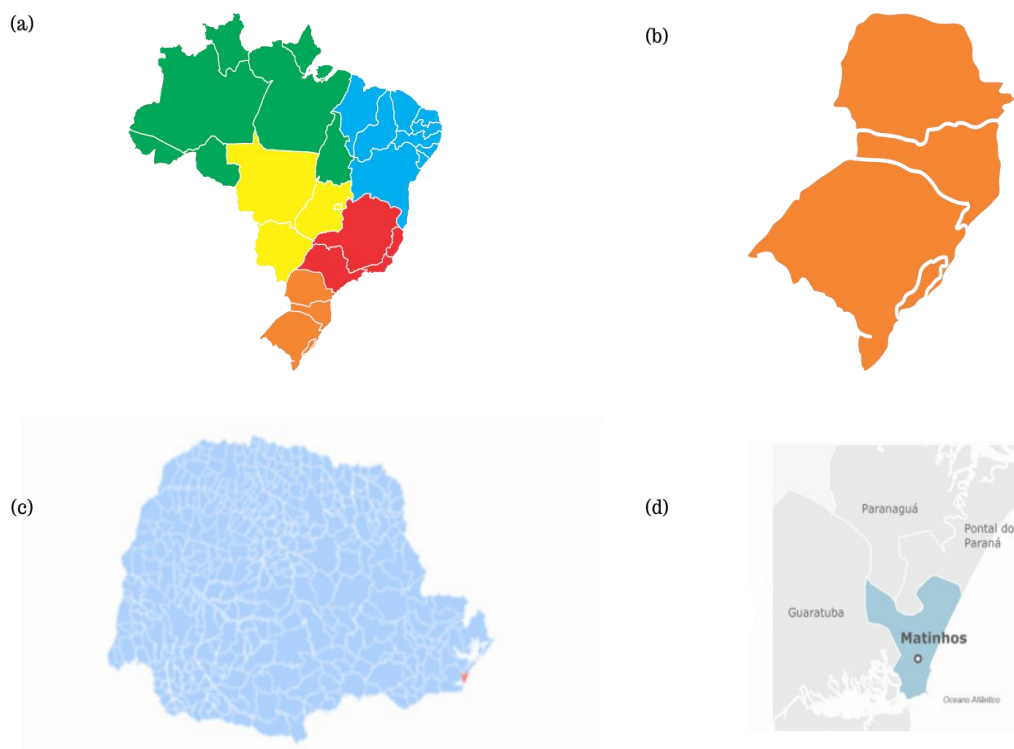 (a)
(b)
(c)
(d)
Paranaguá
Pontal do
Paraná
Guaratuba
Matinhos
Oceano Atlântico